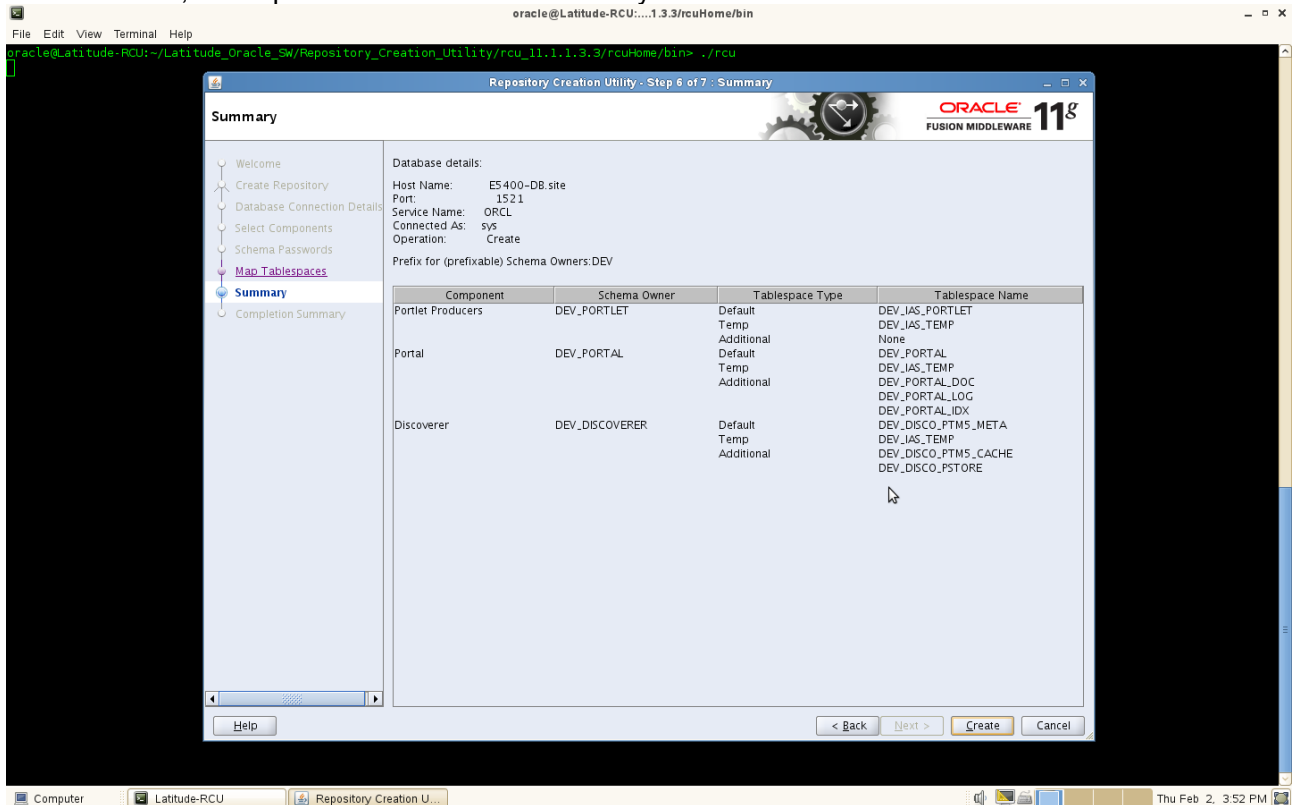 oracle@Latitude-RCU:....1.3.3/rcuHome/bin
File Edit View Terminal Help
oracle@Latitude-RCU:~/Latitude_Oracle_SW/Repository_Creation_Utility/rcu_11.1.1.3.3/rcuHome/bin> ./rcu
Repository Creation Utility - Step 6 of 7 : Summary
Summary
ORACLE
FUSION MIDDLEWARE 11g
Welcome
Create Repository
Database Connection Details
Select Components
Schema Passwords
Map Tablespaces
Summary
Completion Summary
Database details:
Host Name: E5400-DB.site
Port: 1521
Service Name: ORCL
Connected As: sys
Operation: Create
Prefix for (prefixable) Schema Owners:DEV
Component Schema Owner Tablespace Type Tablespace Name
Portlet Producers DEV_PORTLET Default DEV_IAS_PORTLET
Temp DEV_IAS_TEMP
Additional None
Portal DEV_PORTAL Default DEV_PORTAL
Temp DEV_IAS_TEMP
Additional DEV_PORTAL_DOC
DEV_PORTAL_LOG
DEV_PORTAL_IDX
Discoverer DEV_DISCOVERER Default DEV_DISCO_PTM5_META
Temp DEV_IAS_TEMP
Additional DEV_DISCO_PTM5_CACHE
DEV_DISCO_PSTORE
Help < Back Next > Create Cancel
Computer Latitude-RCU Repository Creation U... Thu Feb 2, 3:52 PM